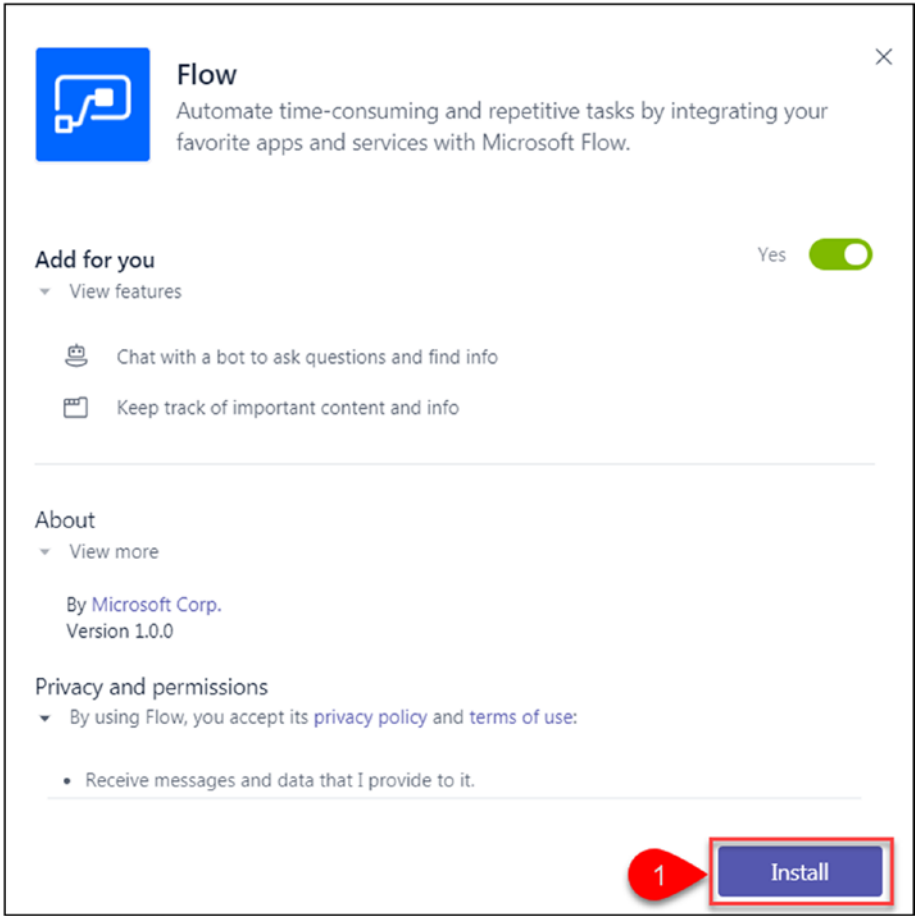 Flow
Automate time-consuming and repetitive tasks by integrating your
favorite apps and services with Microsoft Flow.
Add for you
Yes
View features
Chat with a bot to ask questions and find info
Keep track of important content and info
About
View more
By Microsoft Corp.
Version 1.0.0
Privacy and permissions
By using Flow, you accept its privacy policy and terms of use:
• Receive messages and data that I provide to it.
1
Install